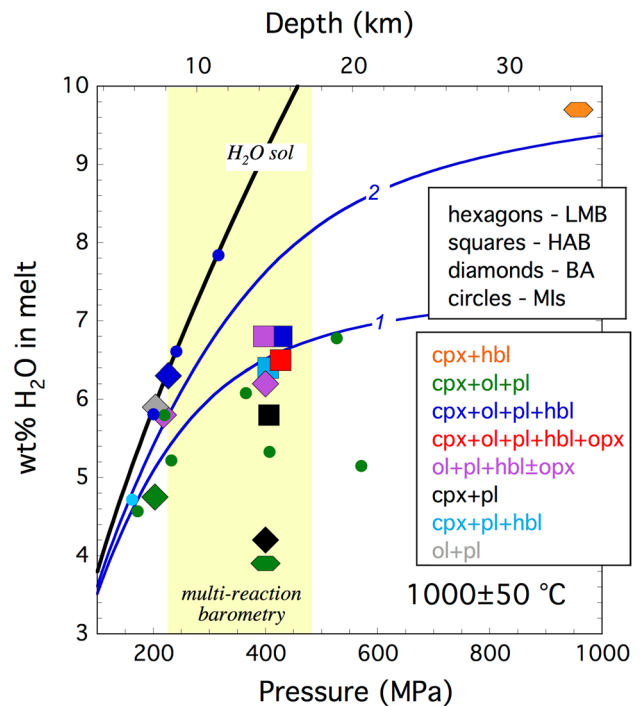 Depth (km)
11 21 32
10
9
8
7
6
5
4
3
wt% H₂O in melt
H₂O sol
2
1
hexagons - LMB
squares - HAB
diamonds - BA
circles - MIs
cpx+hbl
cpx+ol+pl
cpx+ol+pl+hbl
cpx+ol+pl+hbl+opx
ol+pl+hbl±opx
cpx+pl
cpx+pl+hbl
ol+pl
multi-reaction
barometry
1000±50 °C
200 400 600 800 1000
Pressure (MPa)